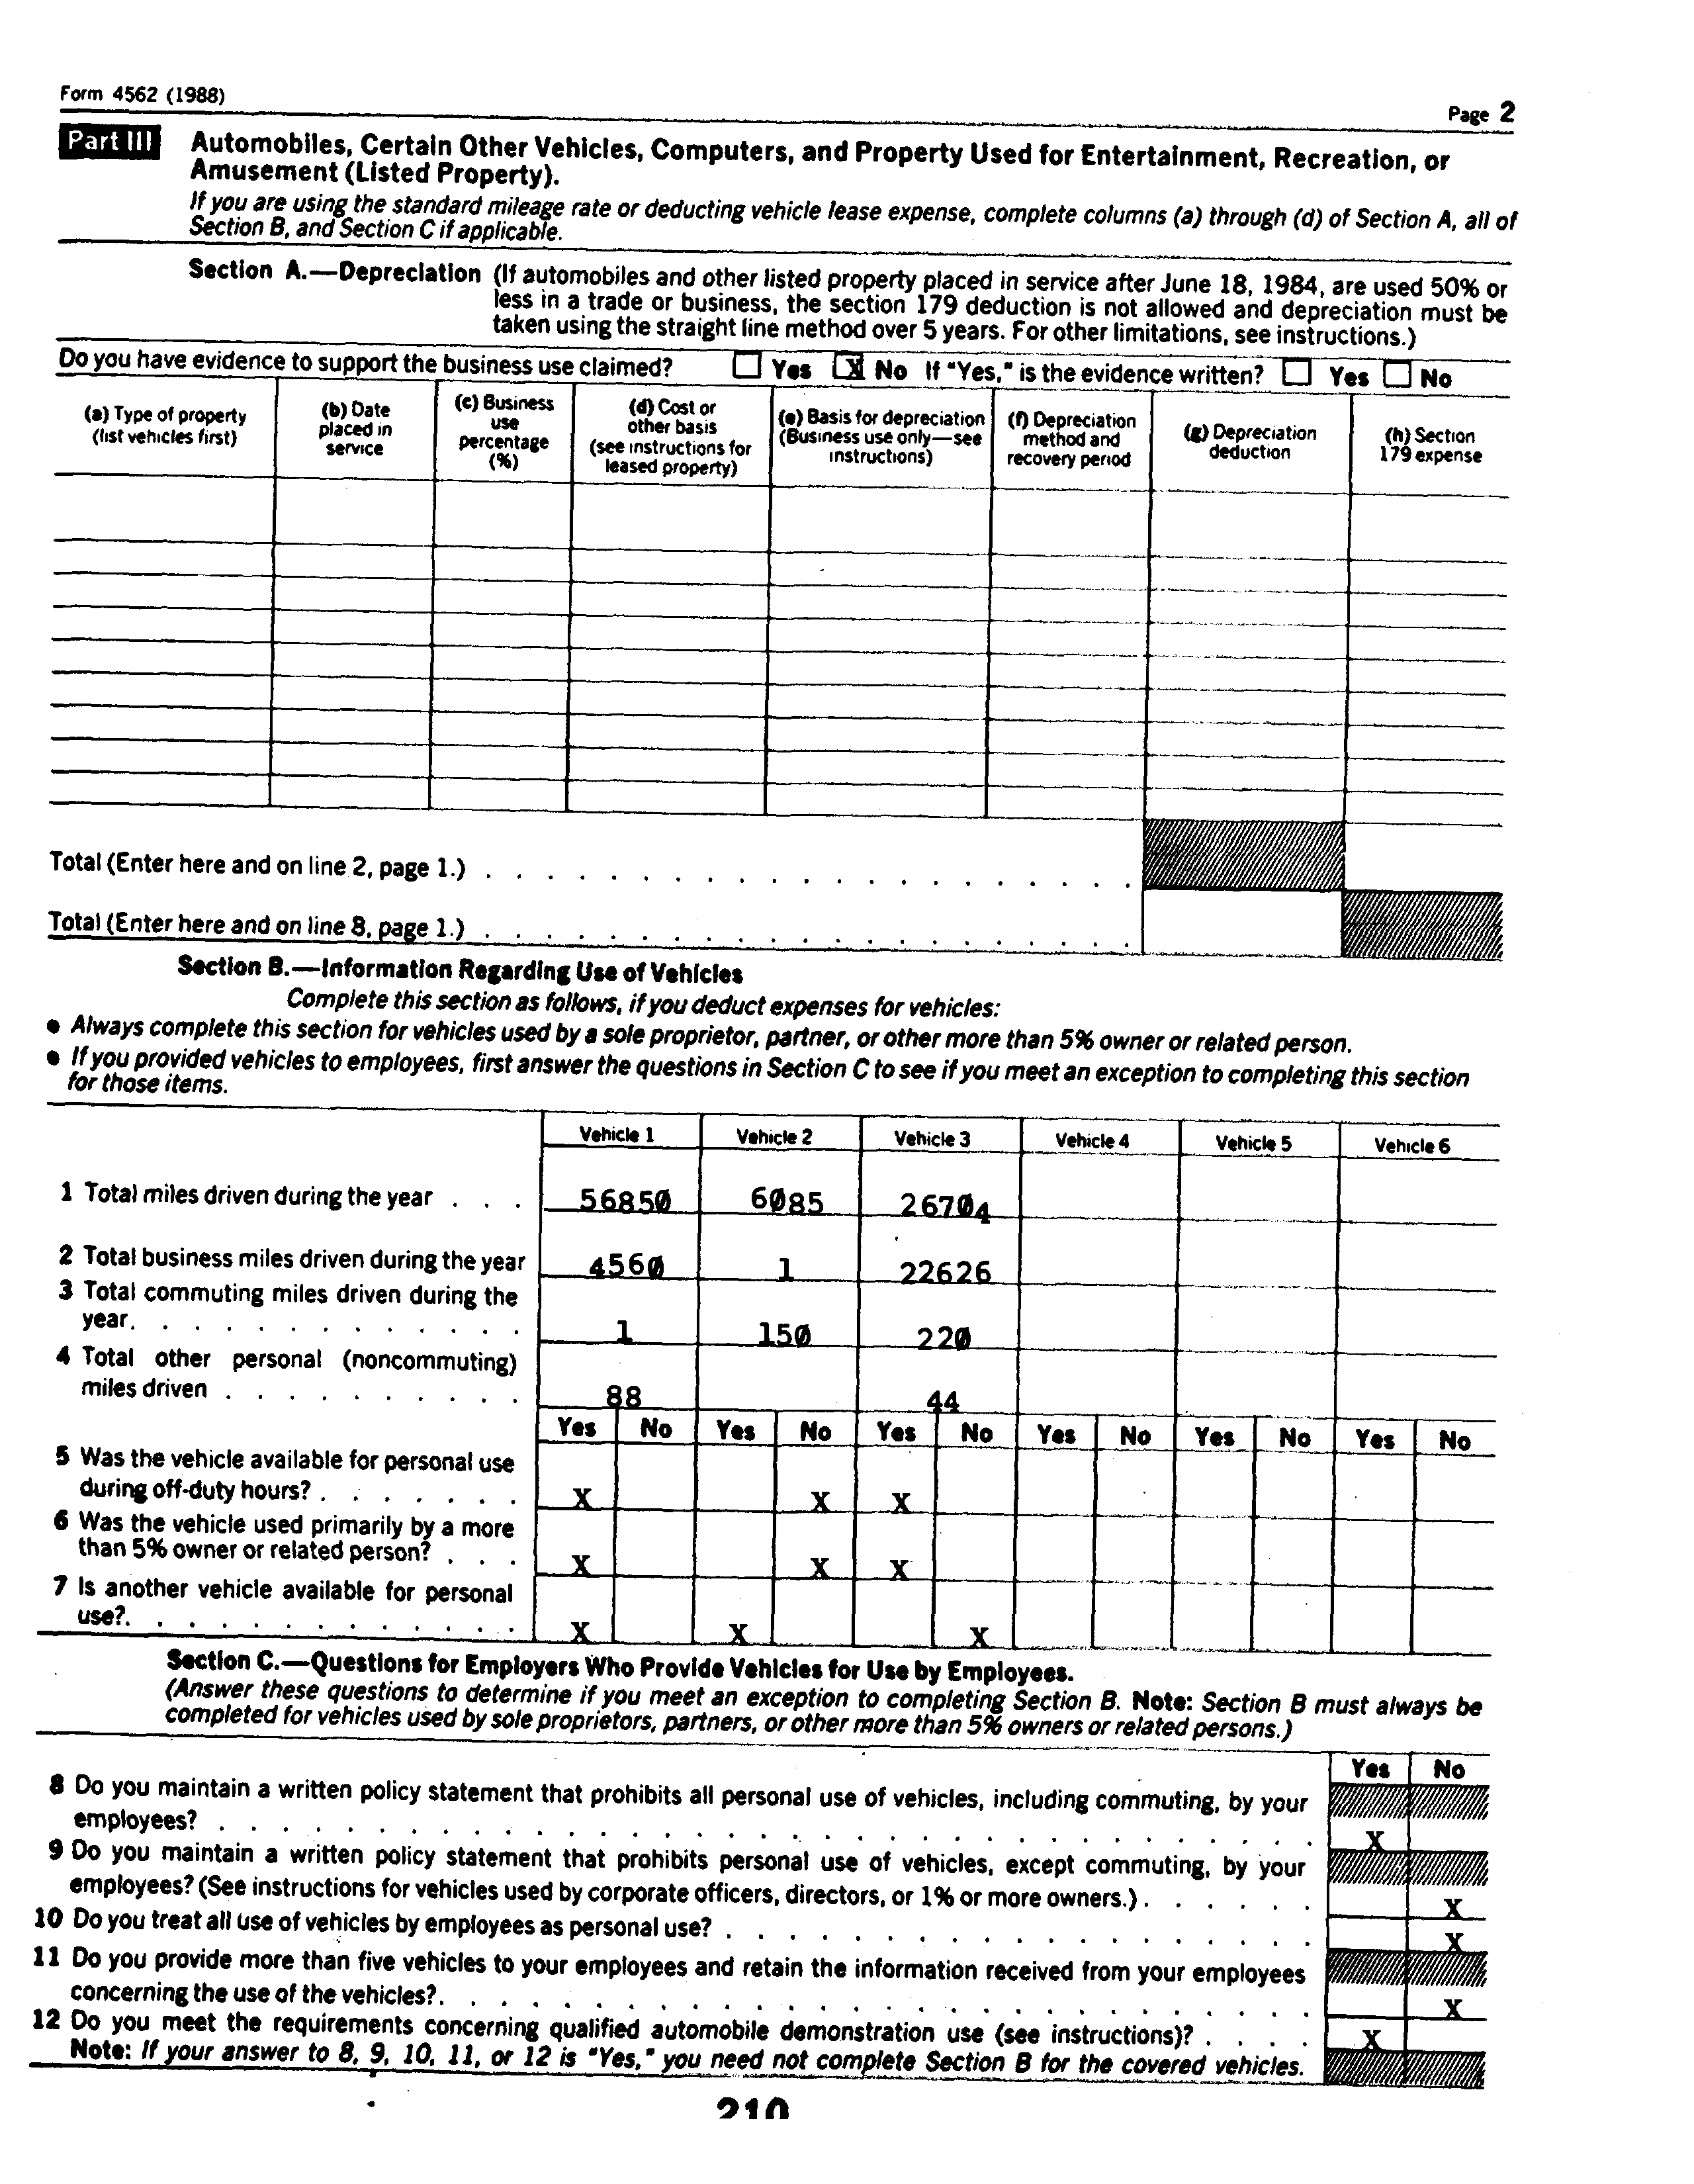 Form 4562 (1988)
Page 2
Part III Automobiles, Certain Other Vehicles, Computers, and Property Used for Entertainment, Recreation, or
Amusement (Listed Property).
If you are using the standard mileage rate or deducting vehicle lease expense, complete columns (a) through (d) of Section A, all of
Section B, and Section C if applicable.
Section A.—Depreciation (If automobiles and other listed property placed in service after June 18, 1984, are used 50% or
less in a trade or business, the section 179 deduction is not allowed and depreciation must be
taken using the straight line method over 5 years. For other limitations, see instructions.)
Do you have evidence to support the business use claimed? Yes X No If "Yes," is the evidence written? Yes No
(a) Type of property
(list vehicles first)
(b) Date
placed in
service
(c) Business
use
percentage
(%)
(d) Cost or
other basis
(see instructions for
leased property)
(e) Basis for depreciation
(Business use only—see
instructions)
(f) Depreciation
method and
recovery period
(g) Depreciation
deduction
(h) Section
179 expense
Total (Enter here and on line 2, page 1.) . . . . . . . . . . . . . . . . . . . . .
Total (Enter here and on line 8, page 1.) . . . . . . . . . . . . . . . . . . . . .
Section B.—Information Regarding Use of Vehicles
Complete this section as follows, if you deduct expenses for vehicles:
● Always complete this section for vehicles used by a sole proprietor, partner, or other more than 5% owner or related person.
● If you provided vehicles to employees, first answer the questions in Section C to see if you meet an exception to completing this section
for those items.
Vehicle 1 Vehicle 2 Vehicle 3 Vehicle 4 Vehicle 5 Vehicle 6
1 Total miles driven during the year . . . 56850 6085 26704
2 Total business miles driven during the year 4560 1 22626
3 Total commuting miles driven during the
year. . . . . . . . . . . . . 1 150 220
4 Total other personal (noncommuting)
miles driven . . . . . . . . . . 88 44
Yes No Yes No Yes No Yes No Yes No Yes No
5 Was the vehicle available for personal use
during off-duty hours? . . . . . . . X X X
6 Was the vehicle used primarily by a more
than 5% owner or related person? . . . X X X
7 Is another vehicle available for personal
use?. . . . . . . . . . . . . X X X
Section C.—Questions for Employers Who Provide Vehicles for Use by Employees.
(Answer these questions to determine if you meet an exception to completing Section B. Note: Section B must always be
completed for vehicles used by sole proprietors, partners, or other more than 5% owners or related persons.)
Yes No
8 Do you maintain a written policy statement that prohibits all personal use of vehicles, including commuting, by your
employees? . . . . . . . . . . . . . . . . . . . . . . . . . . . . . . . . . . . X
9 Do you maintain a written policy statement that prohibits personal use of vehicles, except commuting, by your
employees? (See instructions for vehicles used by corporate officers, directors, or 1% or more owners.) . . . . . . X
10 Do you treat all use of vehicles by employees as personal use? . . . . . . . . . . . . . . . . . . . X
11 Do you provide more than five vehicles to your employees and retain the information received from your employees
concerning the use of the vehicles?. . . . . . . . . . . . . . . . . . . . . . . . . . . . X
12 Do you meet the requirements concerning qualified automobile demonstration use (see instructions)? . . . . X
Note: If your answer to 8, 9, 10, 11, or 12 is "Yes," you need not complete Section B for the covered vehicles.
210